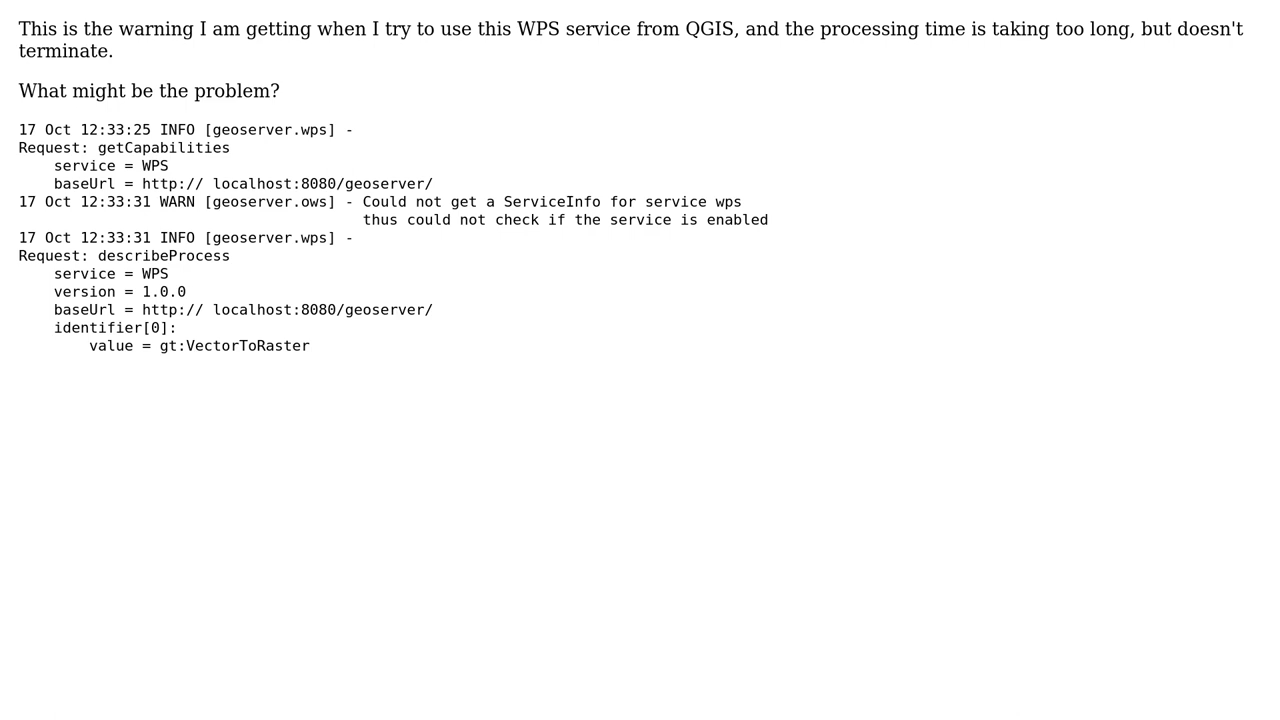 This is the warning I am getting when I try to use this WPS service from QGIS, and the processing time is taking too long, but doesn't
terminate.
What might be the problem?
17 Oct 12:33:25 INFO [geoserver.wps] -
Request: getCapabilities
    service = WPS
    baseUrl = http:// localhost:8080/geoserver/
17 Oct 12:33:31 WARN [geoserver.ows] - Could not get a ServiceInfo for service wps
                                       thus could not check if the service is enabled
17 Oct 12:33:31 INFO [geoserver.wps] -
Request: describeProcess
    service = WPS
    version = 1.0.0
    baseUrl = http:// localhost:8080/geoserver/
    identifier[0]:
        value = gt:VectorToRaster